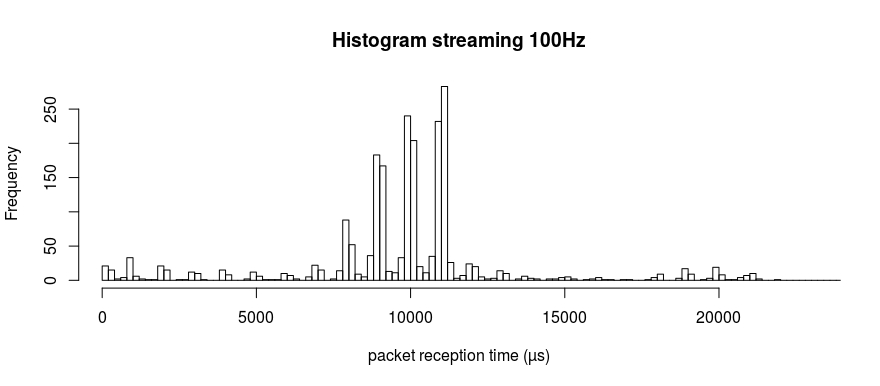 Histogram streaming 100Hz
Frequency
250
150
50
0
0 5000 10000 15000 20000
packet reception time (µs)